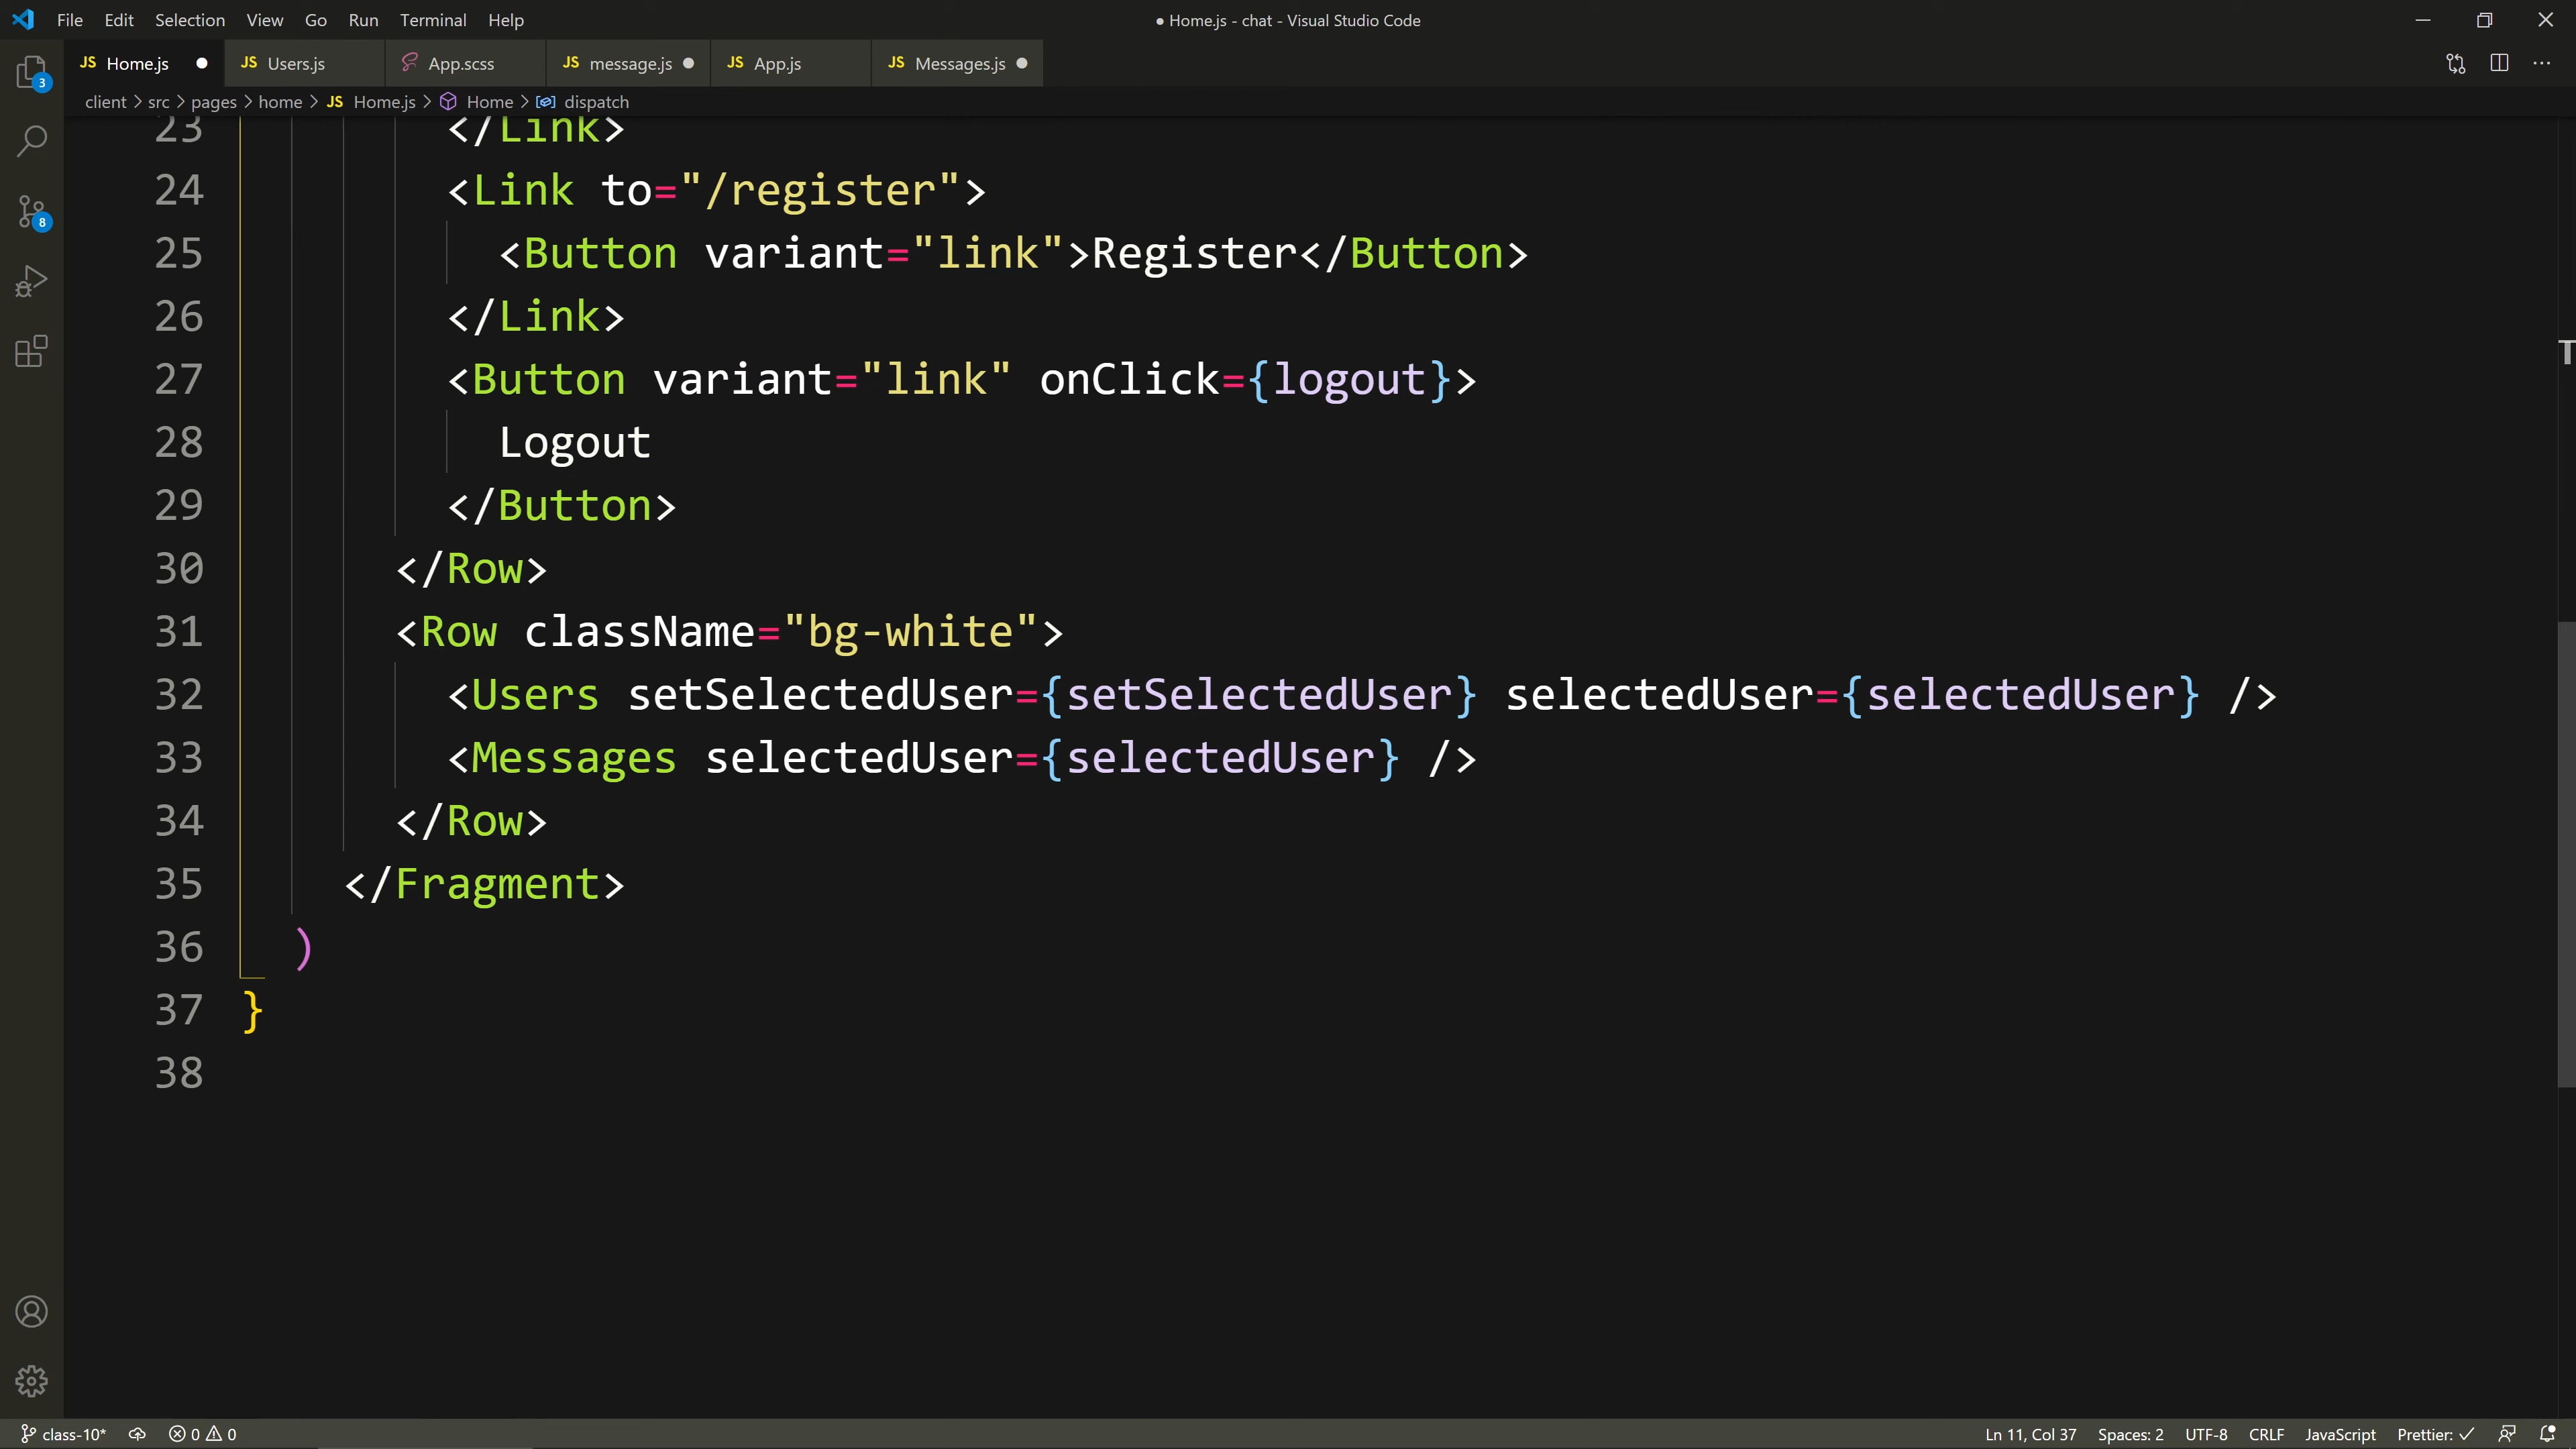 File Edit Selection View Go Run Terminal Help
● Home.js - chat - Visual Studio Code
JS Home.js ● JS Users.js App.scss JS message.js ● JS App.js JS Messages.js ●
client > src > pages > home > JS Home.js > Home > dispatch
23 </Link>
24 <Link to="/register">
25 <Button variant="link">Register</Button>
26 </Link>
27 <Button variant="link" onClick={logout}>
28 Logout
29 </Button>
30 </Row>
31 <Row className="bg-white">
32 <Users setSelectedUser={setSelectedUser} selectedUser={selectedUser} />
33 <Messages selectedUser={selectedUser} />
34 </Row>
35 </Fragment>
36 )
37 }
38
3
8
T
class-10* 0 0 Ln 11, Col 37 Spaces: 2 UTF-8 CRLF JavaScript Prettier: ✓